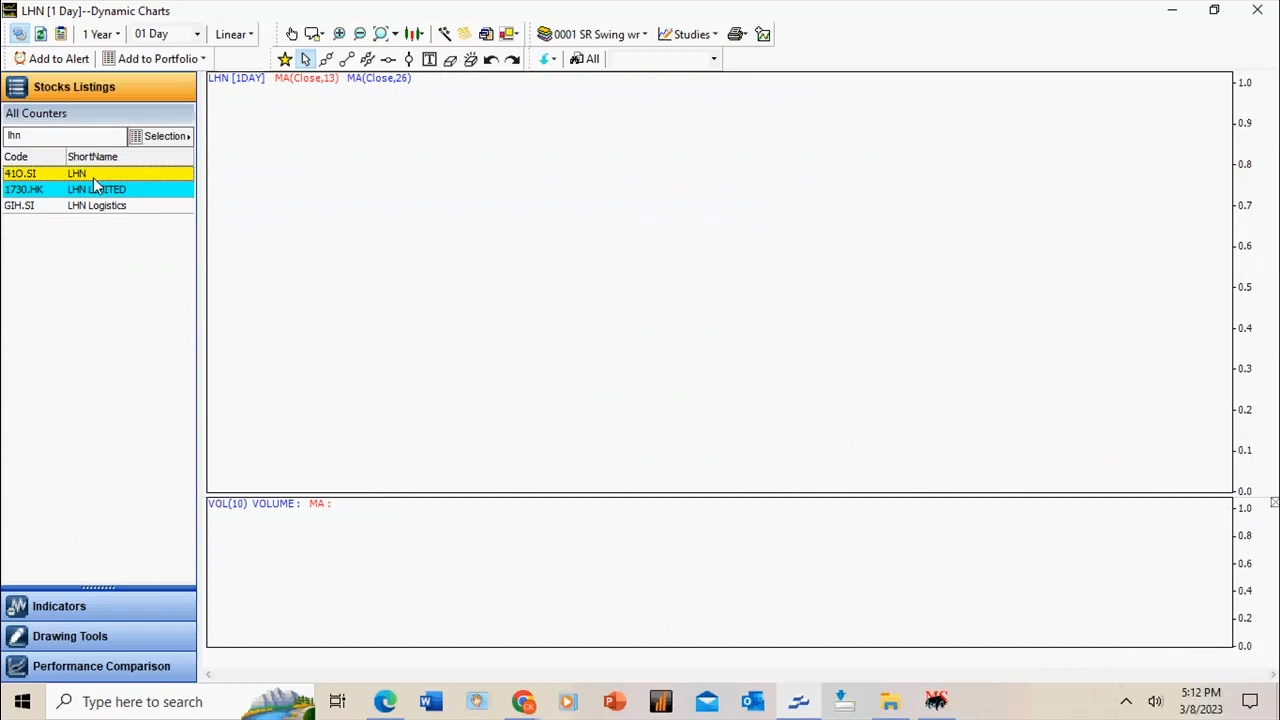 LHN [1 Day]--Dynamic Charts
1 Year 01 Day Linear 0001 SR Swing wr Studies
Add to Alert Add to Portfolio T All
Stocks Listings
All Counters
lhn Selection
Code ShortName
41O.SI LHN
1730.HK LHN LIMITED
GIH.SI LHN Logistics
Indicators
Drawing Tools
Performance Comparison
LHN [1DAY] MA(Close,13) MA(Close,26)
1.0
0.9
0.8
0.7
0.6
0.5
0.4
0.3
0.2
0.1
0.0
VOL(10) VOLUME : MA :
1.0
0.8
0.6
0.4
0.2
0.0
Type here to search
MS
5:12 PM
3/8/2023